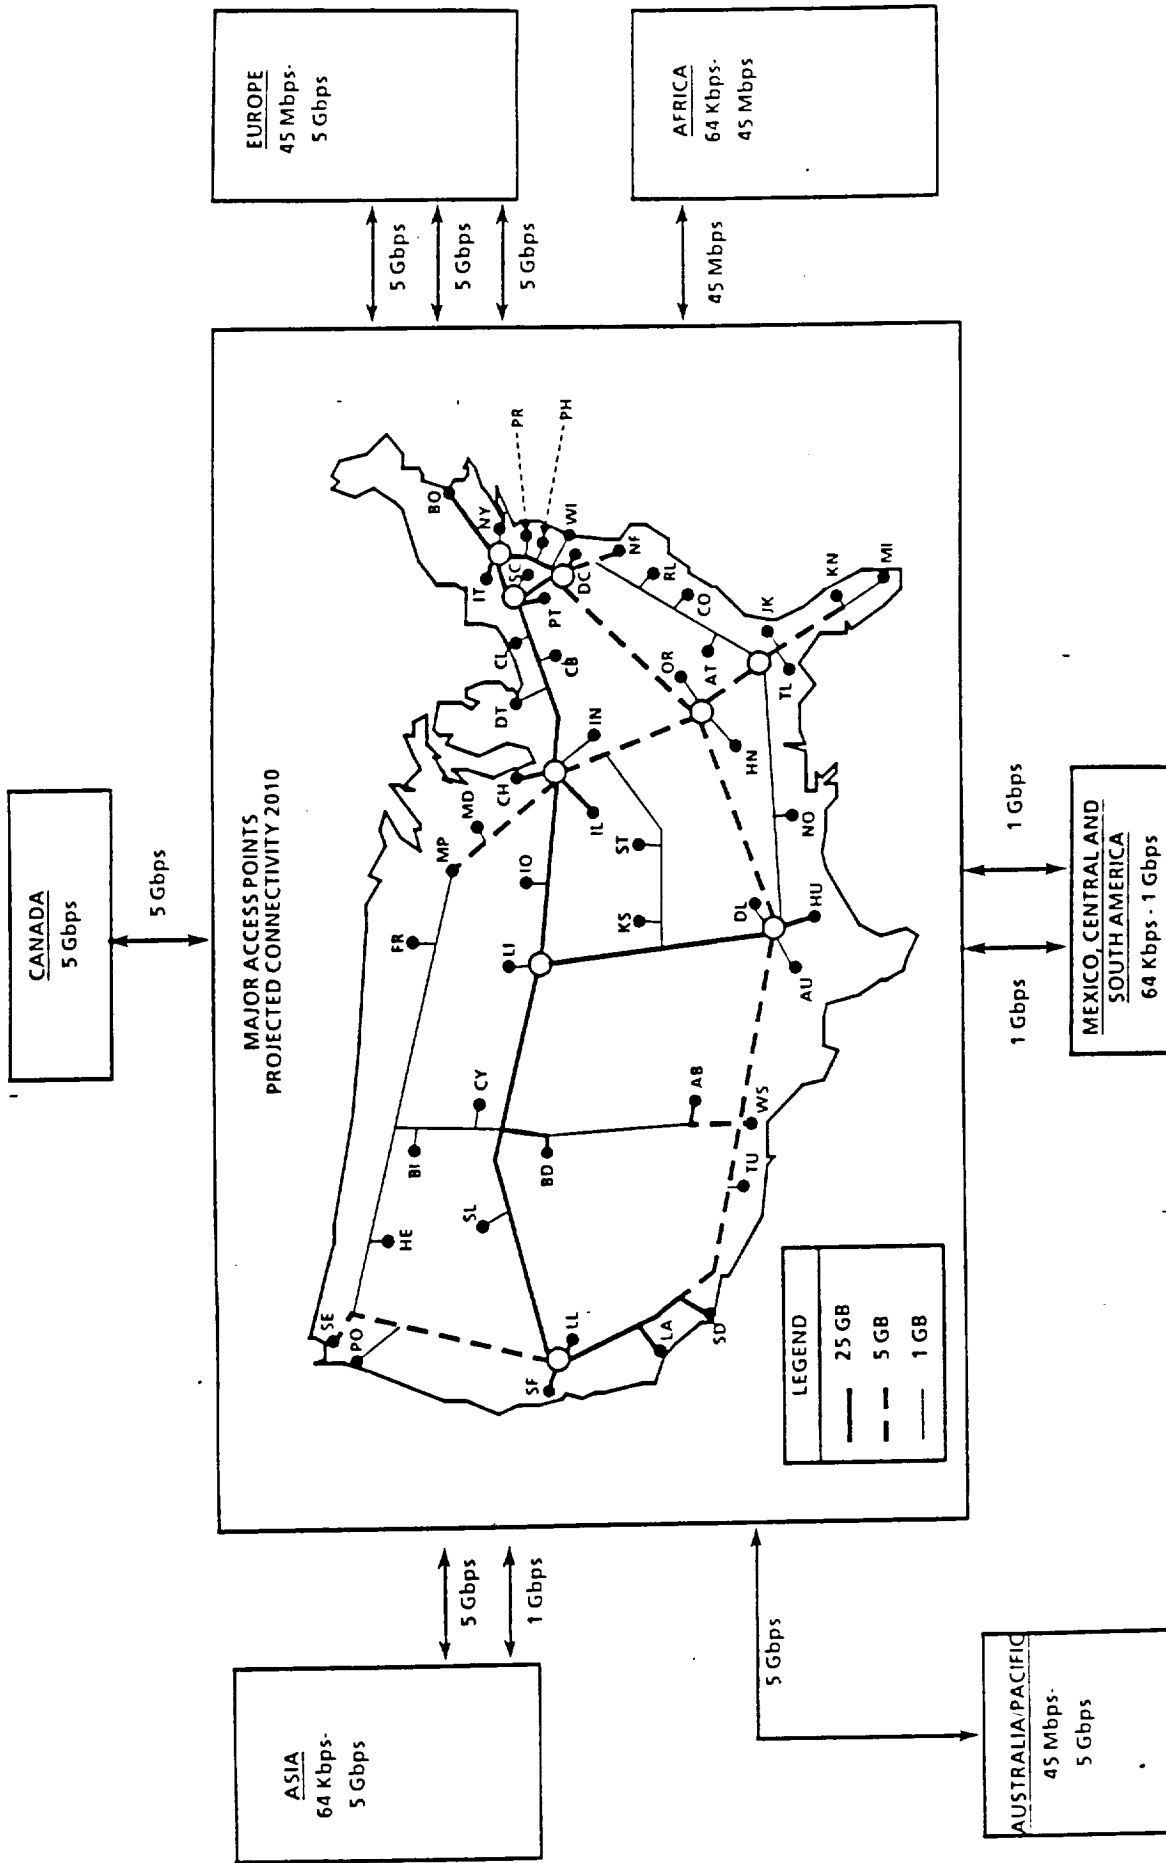 CANADA
5 Gbps
5 Gbps
ASIA
64 Kbps-
5 Gbps
5 Gbps
1 Gbps
AUSTRALIA/PACIFIC
45 Mbps-
5 Gbps
5 Gbps
MAJOR ACCESS POINTS
PROJECTED CONNECTIVITY 2010
SE
PO
HE
BI
FR
MP
MD
CH
DT
CL
IT
BO
NY
SC
PR
PH
WI
DC
NF
PT
CB
IN
IL
IO
LI
CY
SL
BD
SF
LL
LA
SD
TU
WS
AB
KS
ST
DL
AU
HU
NO
HN
OR
AT
CO
RL
JK
TL
KN
MI
LEGEND
25 GB
5 GB
1 GB
EUROPE
45 Mbps-
5 Gbps
5 Gbps
5 Gbps
5 Gbps
AFRICA
64 Kbps-
45 Mbps
45 Mbps
1 Gbps
1 Gbps
MEXICO, CENTRAL AND
SOUTH AMERICA
64 Kbps - 1 Gbps